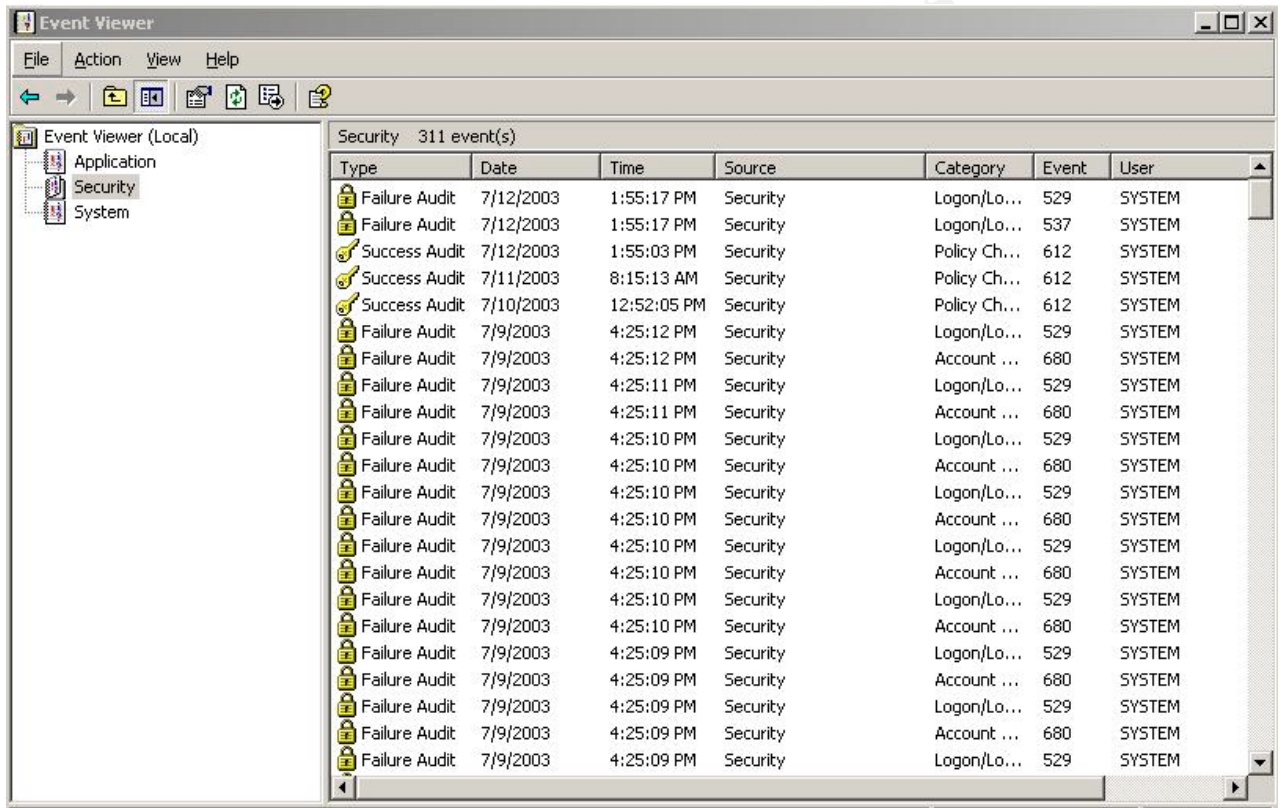 Event Viewer
File Action View Help
Event Viewer (Local)
Application
Security
System
Security 311 event(s)
Type Date Time Source Category Event User
Failure Audit 7/12/2003 1:55:17 PM Security Logon/Lo... 529 SYSTEM
Failure Audit 7/12/2003 1:55:17 PM Security Logon/Lo... 537 SYSTEM
Success Audit 7/12/2003 1:55:03 PM Security Policy Ch... 612 SYSTEM
Success Audit 7/11/2003 8:15:13 AM Security Policy Ch... 612 SYSTEM
Success Audit 7/10/2003 12:52:05 PM Security Policy Ch... 612 SYSTEM
Failure Audit 7/9/2003 4:25:12 PM Security Logon/Lo... 529 SYSTEM
Failure Audit 7/9/2003 4:25:12 PM Security Account ... 680 SYSTEM
Failure Audit 7/9/2003 4:25:11 PM Security Logon/Lo... 529 SYSTEM
Failure Audit 7/9/2003 4:25:11 PM Security Account ... 680 SYSTEM
Failure Audit 7/9/2003 4:25:10 PM Security Logon/Lo... 529 SYSTEM
Failure Audit 7/9/2003 4:25:10 PM Security Account ... 680 SYSTEM
Failure Audit 7/9/2003 4:25:10 PM Security Logon/Lo... 529 SYSTEM
Failure Audit 7/9/2003 4:25:10 PM Security Account ... 680 SYSTEM
Failure Audit 7/9/2003 4:25:10 PM Security Logon/Lo... 529 SYSTEM
Failure Audit 7/9/2003 4:25:10 PM Security Account ... 680 SYSTEM
Failure Audit 7/9/2003 4:25:10 PM Security Logon/Lo... 529 SYSTEM
Failure Audit 7/9/2003 4:25:10 PM Security Account ... 680 SYSTEM
Failure Audit 7/9/2003 4:25:09 PM Security Logon/Lo... 529 SYSTEM
Failure Audit 7/9/2003 4:25:09 PM Security Account ... 680 SYSTEM
Failure Audit 7/9/2003 4:25:09 PM Security Logon/Lo... 529 SYSTEM
Failure Audit 7/9/2003 4:25:09 PM Security Account ... 680 SYSTEM
Failure Audit 7/9/2003 4:25:09 PM Security Logon/Lo... 529 SYSTEM